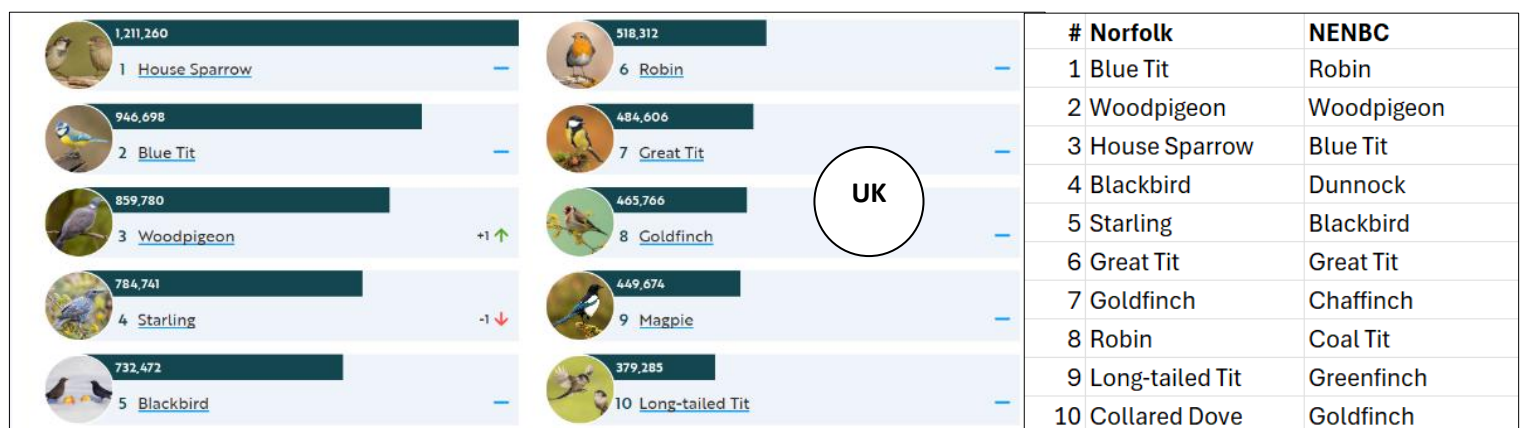 1,211,260
1 House Sparrow –
946,698
2 Blue Tit –
859,780
3 Woodpigeon +1 ↑
784,741
4 Starling -1 ↓
732,472
5 Blackbird –
518,312
6 Robin –
484,606
7 Great Tit –
465,766
8 Goldfinch –
449,674
9 Magpie –
379,285
10 Long-tailed Tit –
UK
# Norfolk NENBC
1 Blue Tit Robin
2 Woodpigeon Woodpigeon
3 House Sparrow Blue Tit
4 Blackbird Dunnock
5 Starling Blackbird
6 Great Tit Great Tit
7 Goldfinch Chaffinch
8 Robin Coal Tit
9 Long-tailed Tit Greenfinch
10 Collared Dove Goldfinch